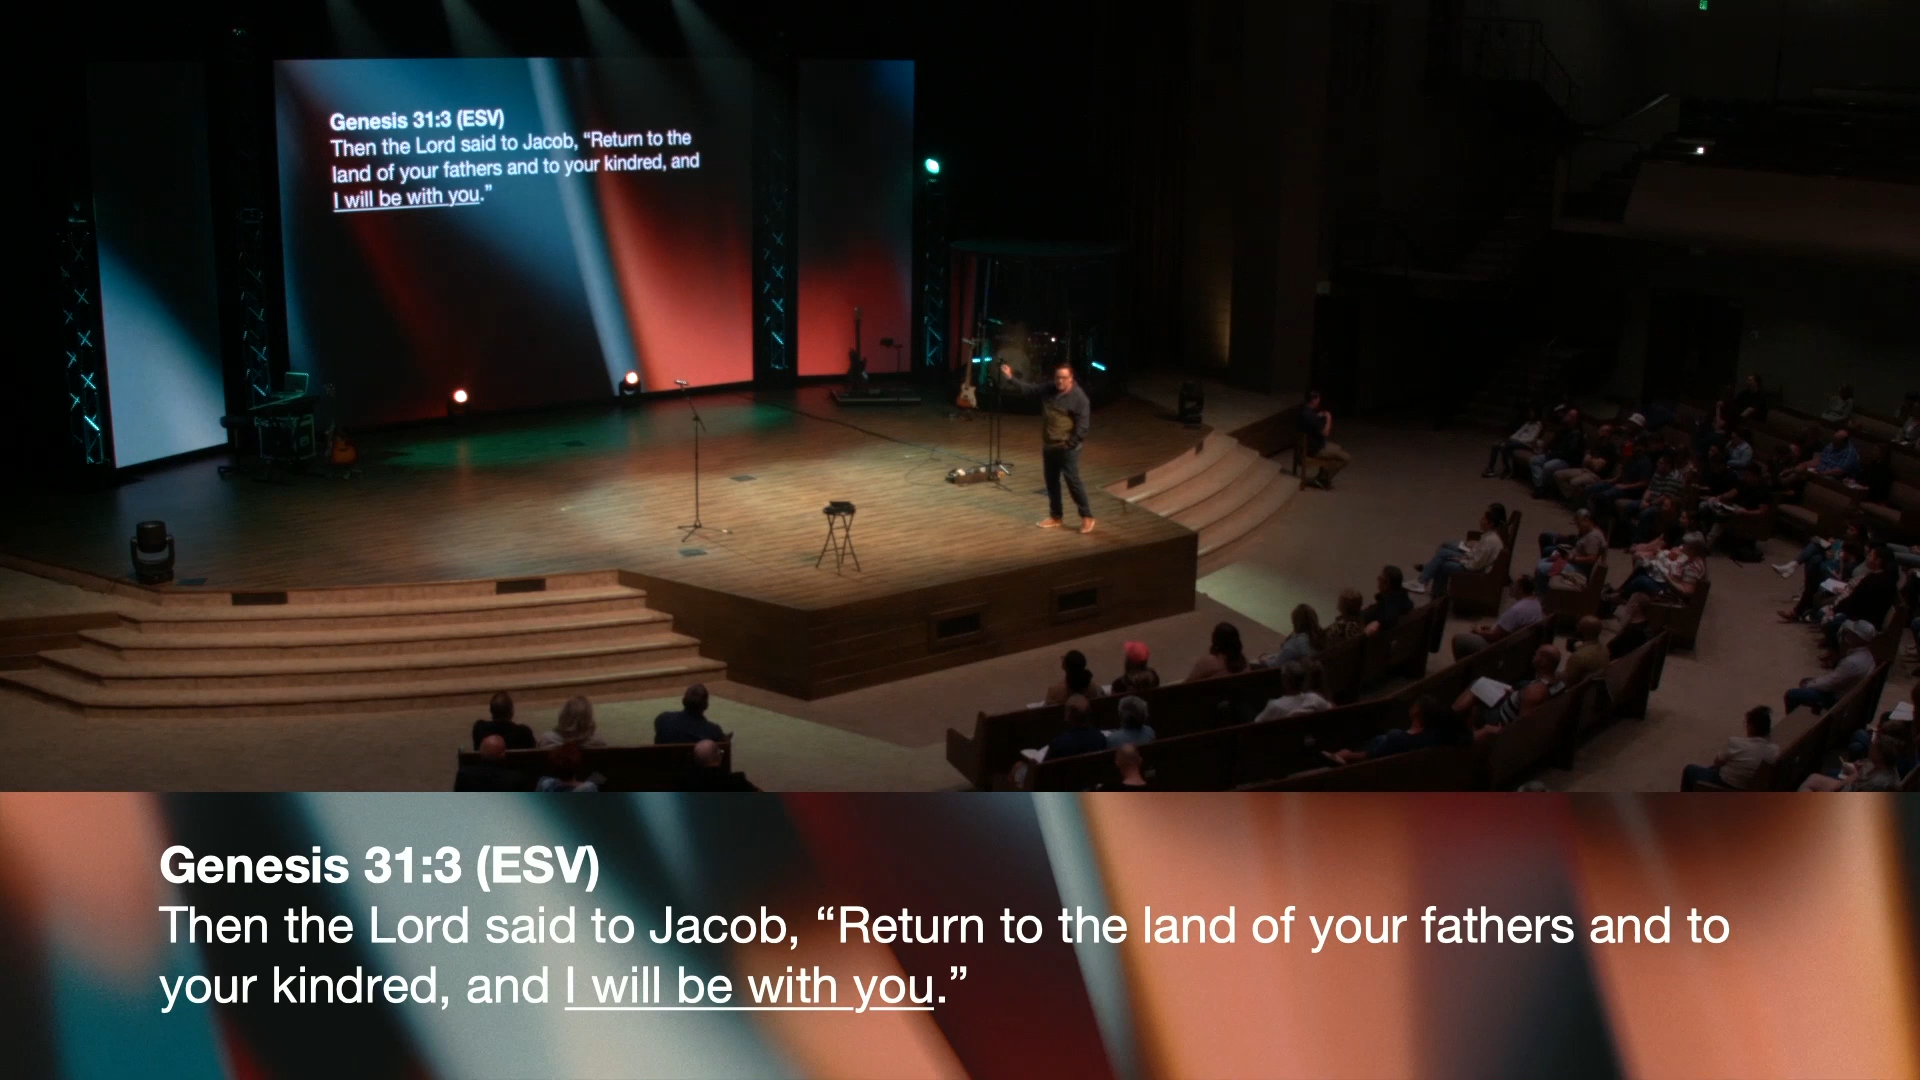 Genesis 31:3 (ESV)
Then the Lord said to Jacob, “Return to the
land of your fathers and to your kindred, and
I will be with you.”
Genesis 31:3 (ESV)
Then the Lord said to Jacob, “Return to the land of your fathers and to
your kindred, and I will be with you.”